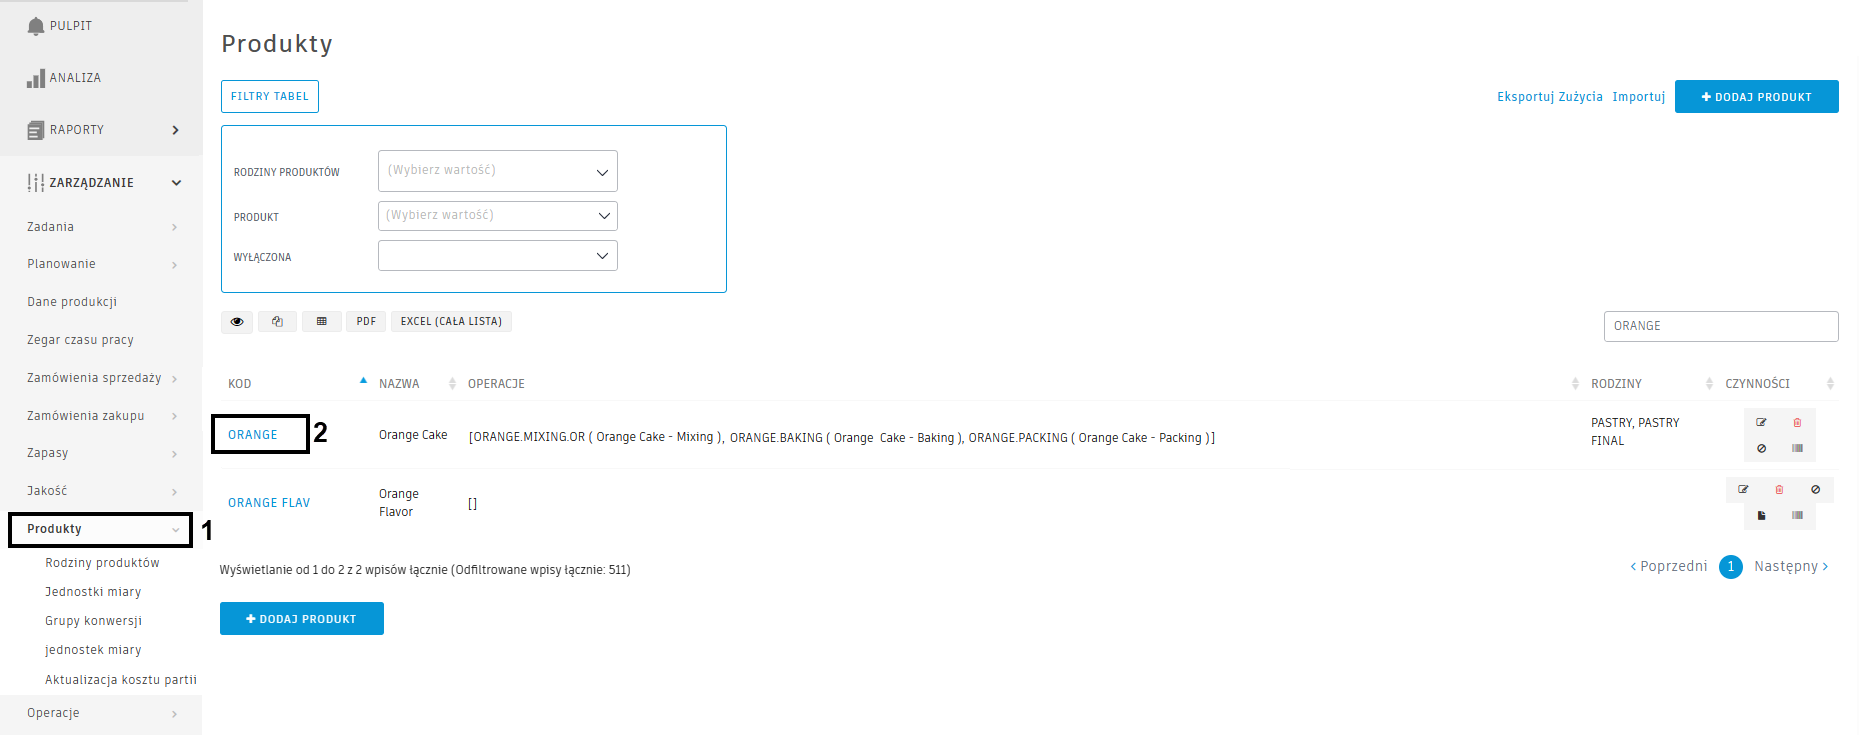 PULPIT
ANALIZA
RAPORTY
ZARZĄDZANIE
Zadania
Planowanie
Dane produkcji
Zegar czasu pracy
Zamówienia sprzedaży
Zamówienia zakupu
Zapasy
Jakość
Produkty 1
Rodziny produktów
Jednostki miary
Grupy konwersji
jednostek miary
Aktualizacja kosztu partii
Operacje
Produkty
FILTRY TABEL
Eksportuj Zużycia Importuj + DODAJ PRODUKT
RODZINY PRODUKTÓW (Wybierz wartość)
PRODUKT (Wybierz wartość)
WYŁĄCZONA
PDF EXCEL (CAŁA LISTA)
ORANGE
KOD NAZWA OPERACJE RODZINY CZYNNOŚCI
ORANGE 2 Orange Cake [ORANGE.MIXING.OR ( Orange Cake - Mixing ), ORANGE.BAKING ( Orange Cake - Baking ), ORANGE.PACKING ( Orange Cake - Packing )] PASTRY, PASTRY
FINAL
ORANGE FLAV Orange
Flavor []
Wyświetlanie od 1 do 2 z 2 wpisów łącznie (Odfiltrowane wpisy łącznie: 511)
< Poprzedni 1 Następny >
+ DODAJ PRODUKT